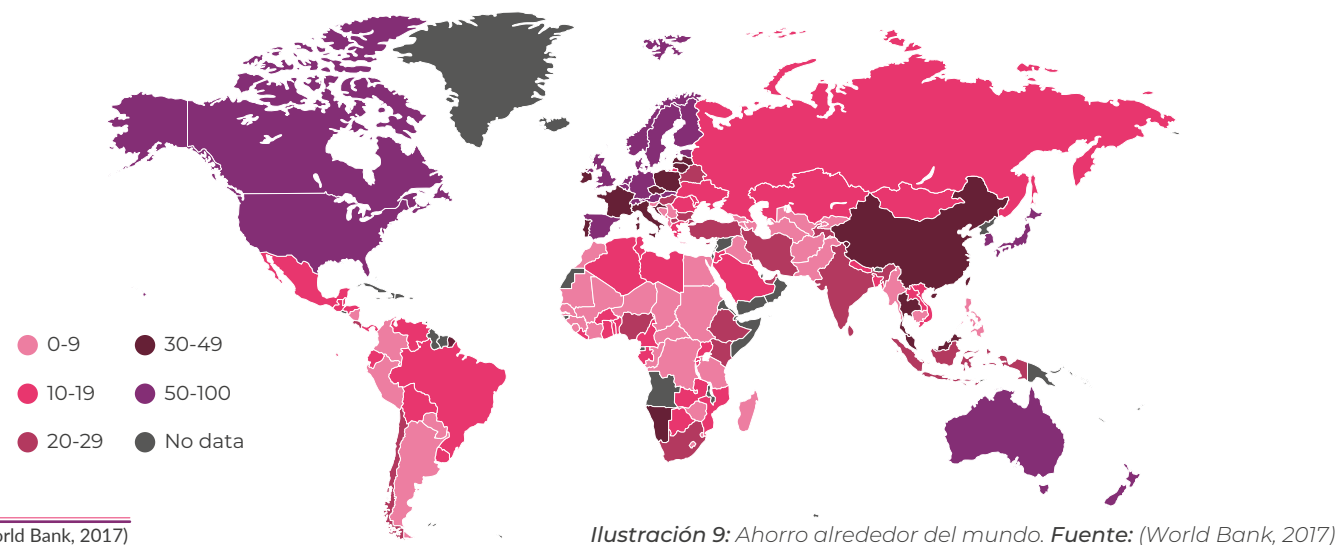 0-9
30-49
10-19
50-100
20-29
No data
rld Bank, 2017)
Ilustración 9: Ahorro alrededor del mundo. Fuente: (World Bank, 2017)